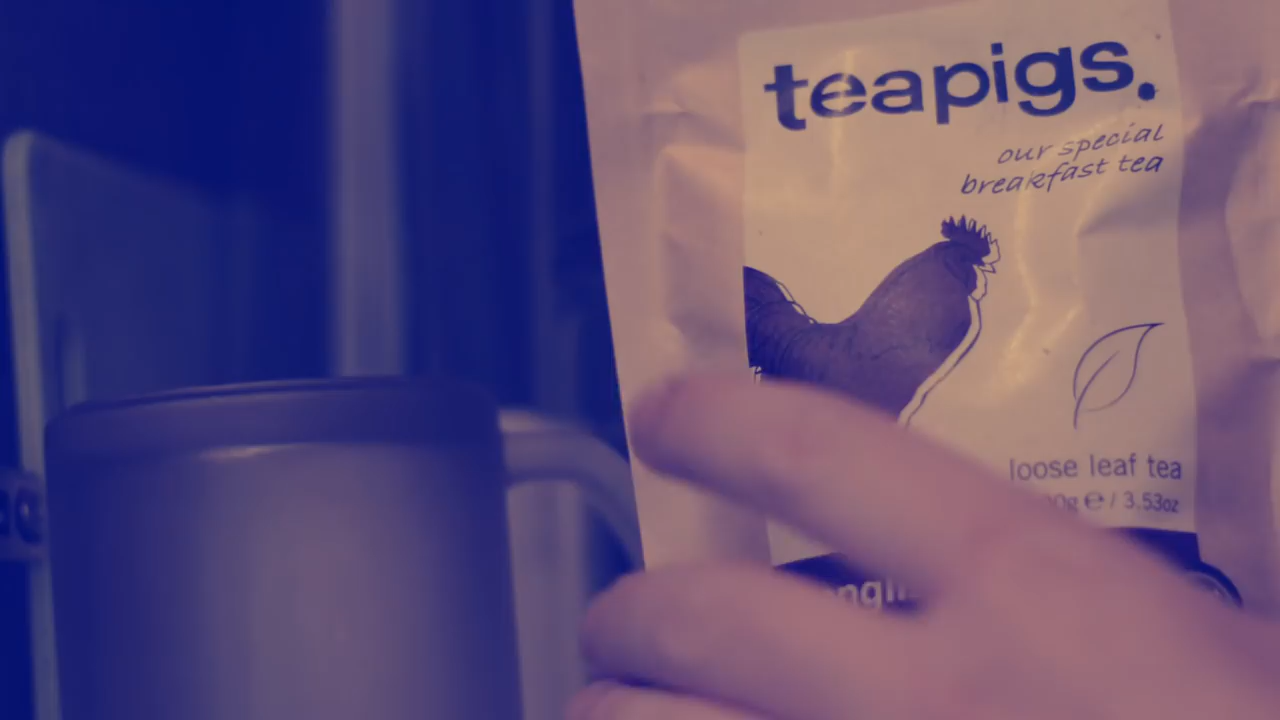 teapigs.
our special
breakfast tea
loose leaf tea
e / 3.53oz